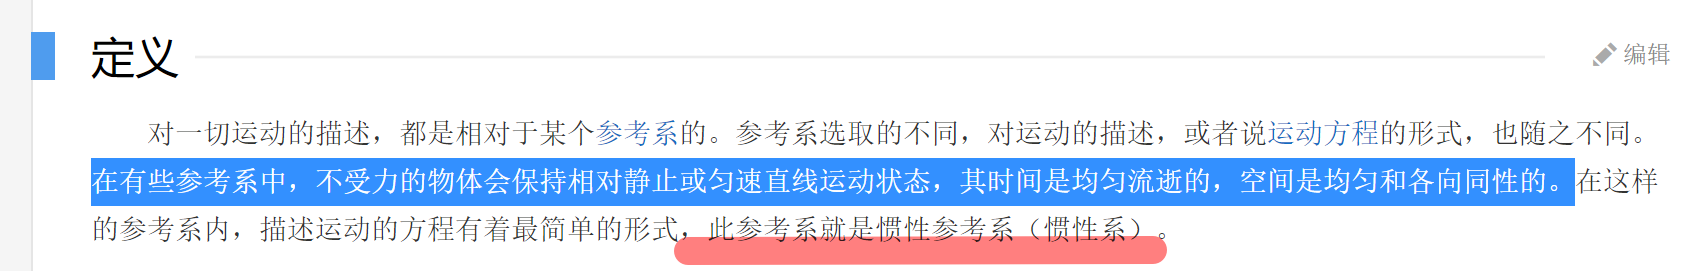 定义
编辑
对一切运动的描述，都是相对于某个参考系的。参考系选取的不同，对运动的描述，或者说运动方程的形式，也随之不同。
在有些参考系中，不受力的物体会保持相对静止或匀速直线运动状态，其时间是均匀流逝的，空间是均匀和各向同性的。在这样
的参考系内，描述运动的方程有着最简单的形式，此参考系就是惯性参考系（惯性系）。